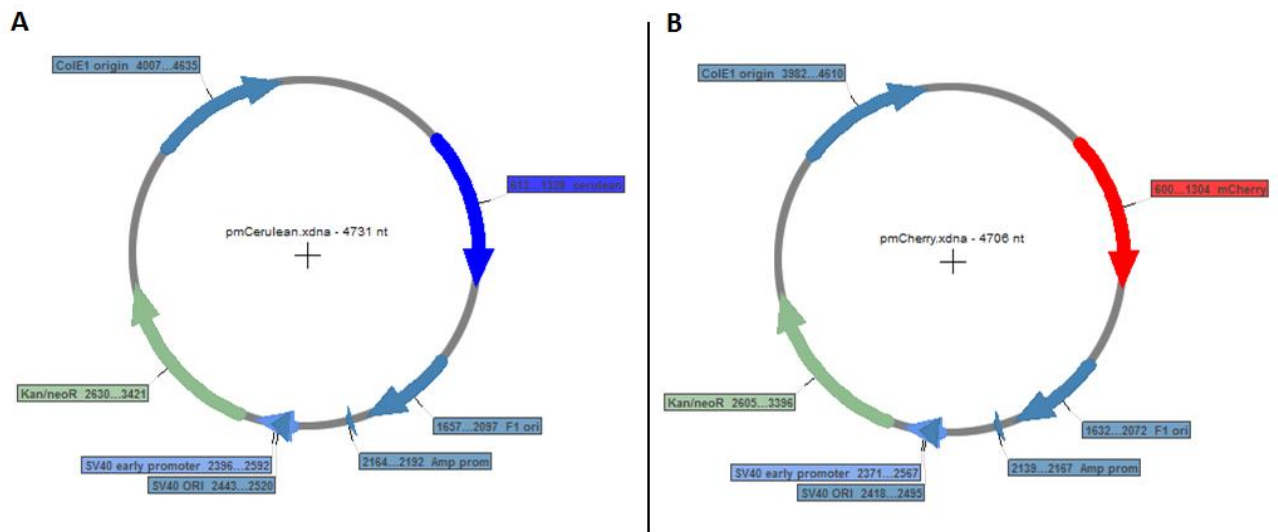 A
ColE1 origin 4007...4635
613...1328 cerulean
pmCerulean.xdna - 4731 nt
Kan/neoR 2630...3421
1657...2097 F1 ori
2164...2192 Amp prom
SV40 early promoter 2396...2592
SV40 ORI 2443...2520
B
ColE1 origin 3982...4610
600...1304 mCherry
pmCherry.xdna - 4706 nt
Kan/neoR 2605...3396
1632...2072 F1 ori
2139...2167 Amp prom
SV40 early promoter 2371...2567
SV40 ORI 2418...2495